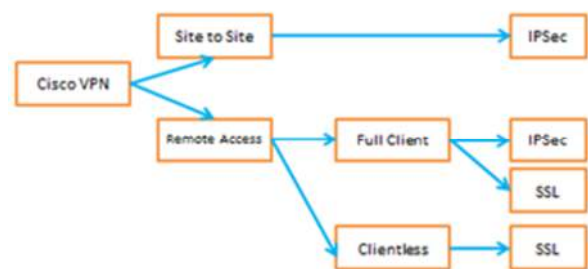 Site to Site
IPSec
Cisco VPN
Remote Access
Full Client
IPSec
SSL
Clientless
SSL